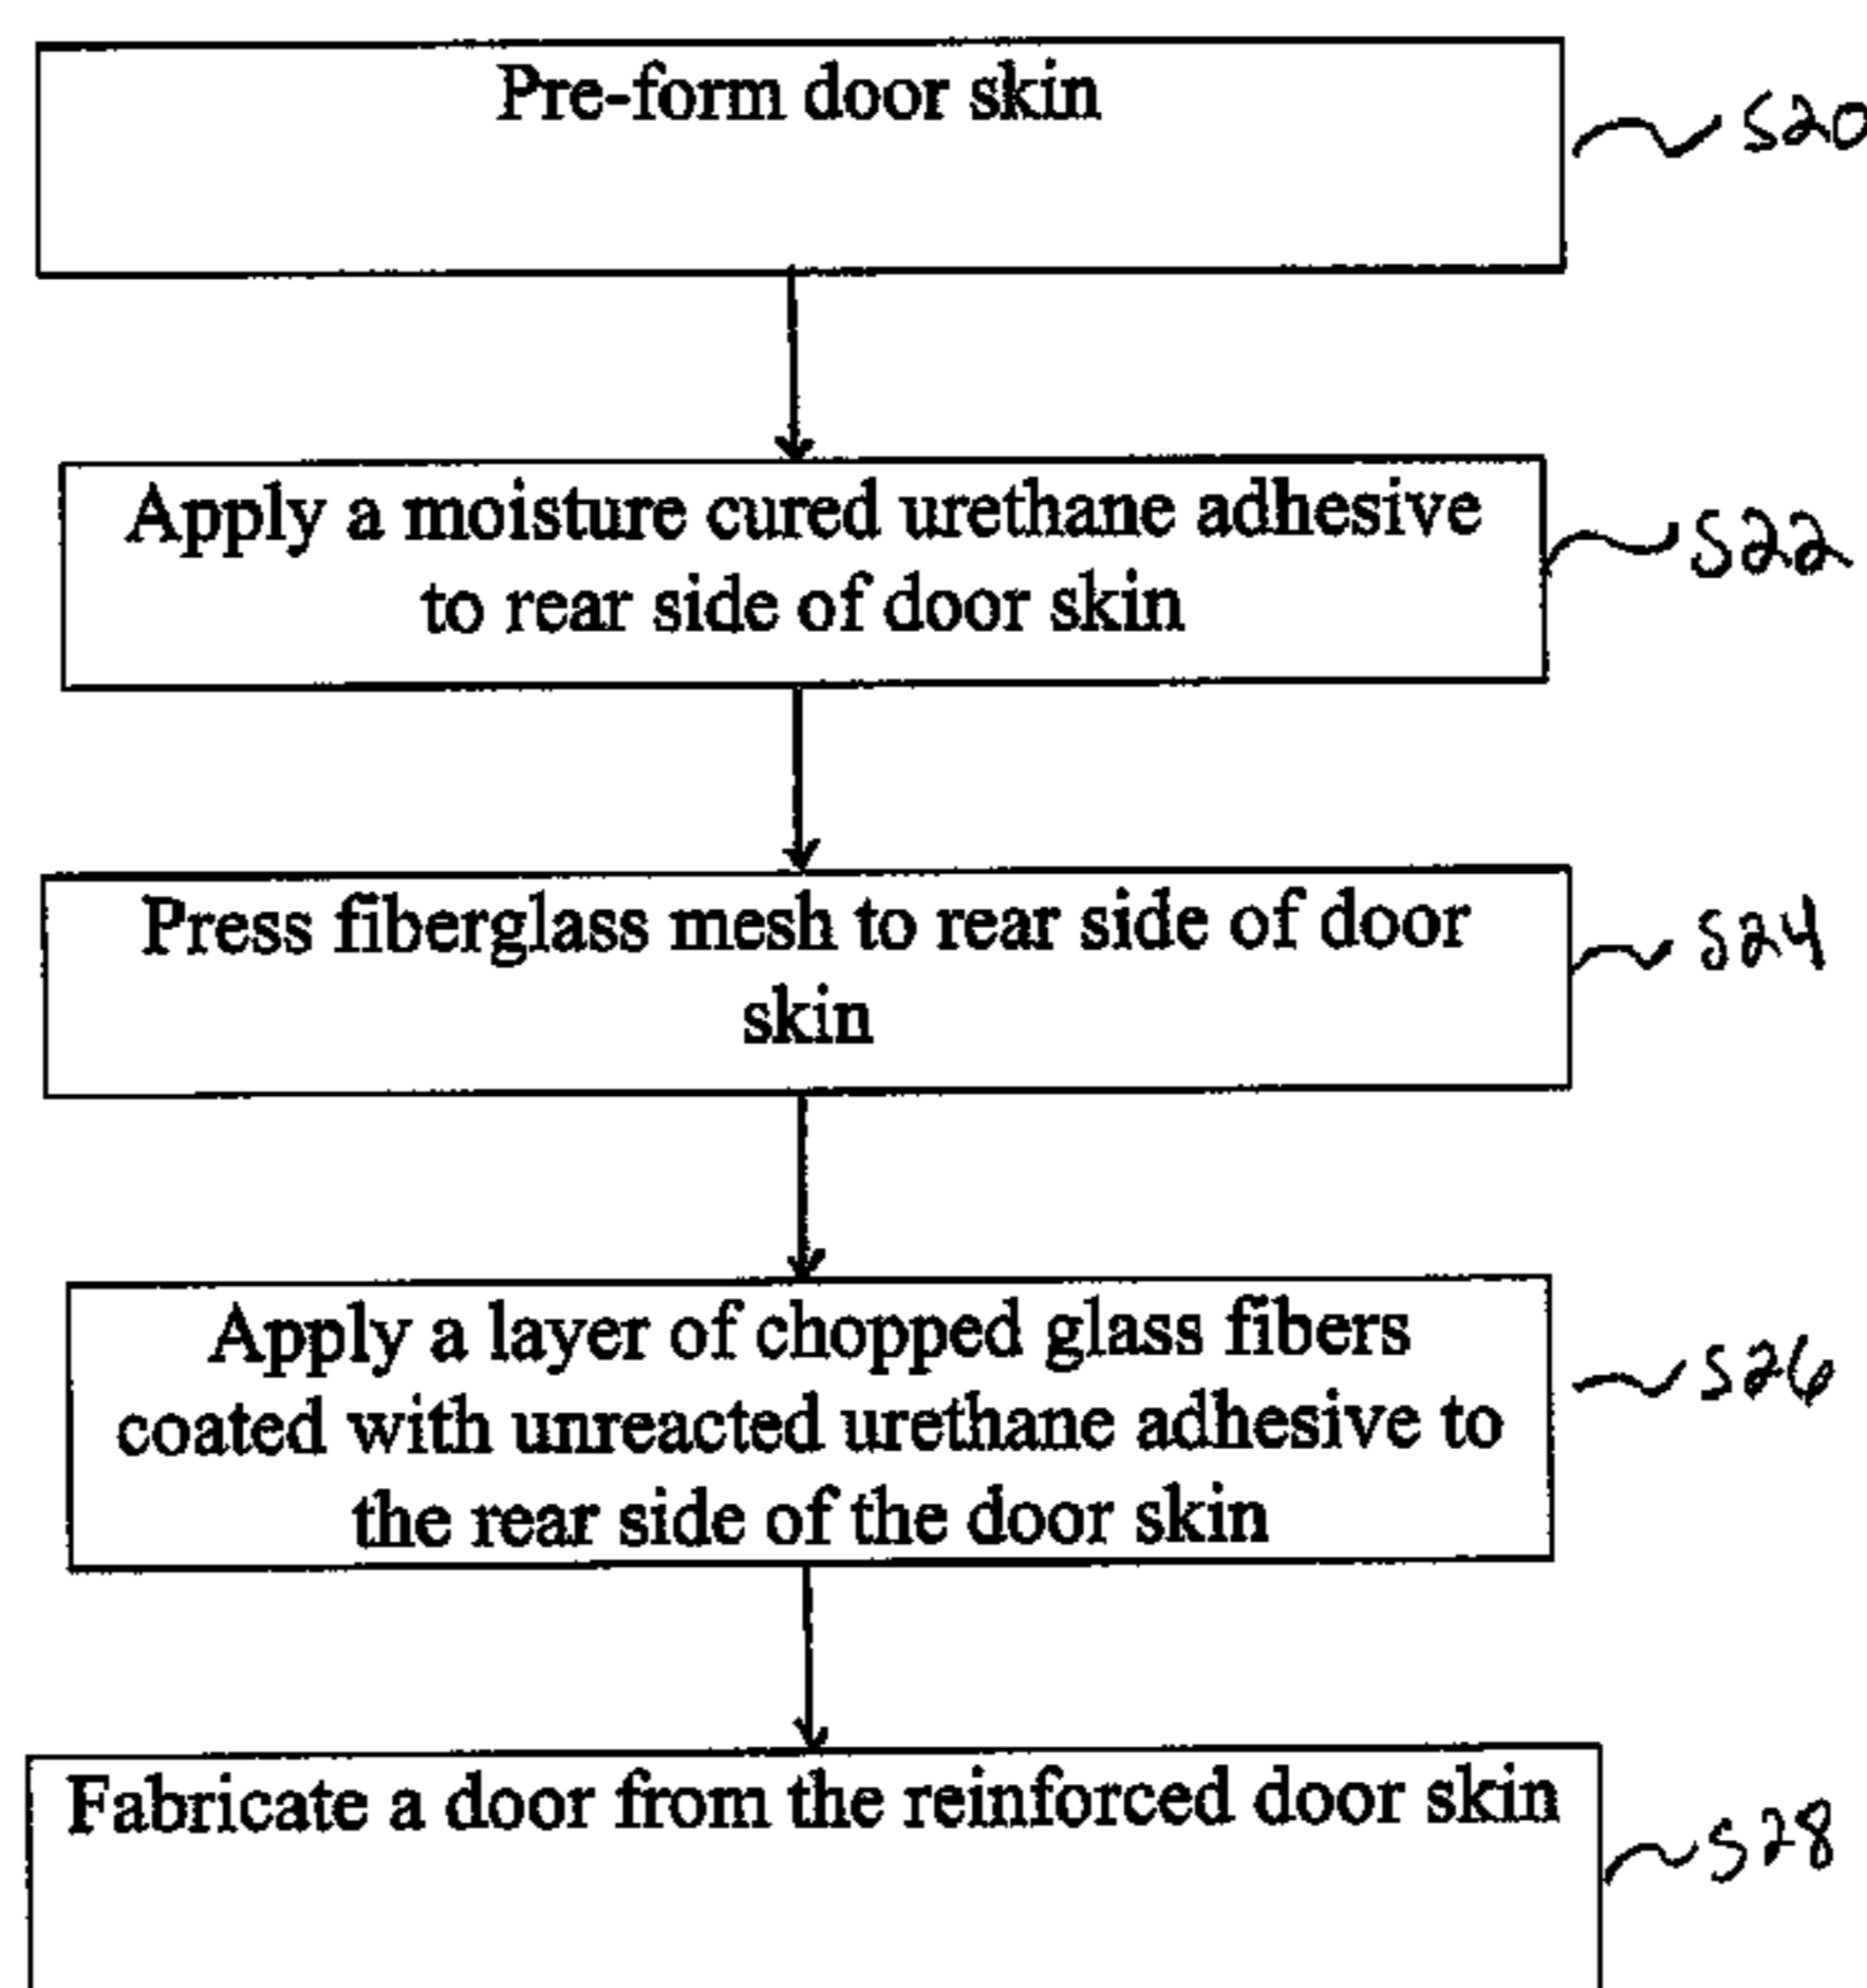 Pre-form door skin
S20
Apply a moisture cured urethane adhesive
to rear side of door skin
S22
Press fiberglass mesh to rear side of door
skin
S24
Apply a layer of chopped glass fibers
coated with unreacted urethane adhesive to
the rear side of the door skin
S26
Fabricate a door from the reinforced door skin
S28